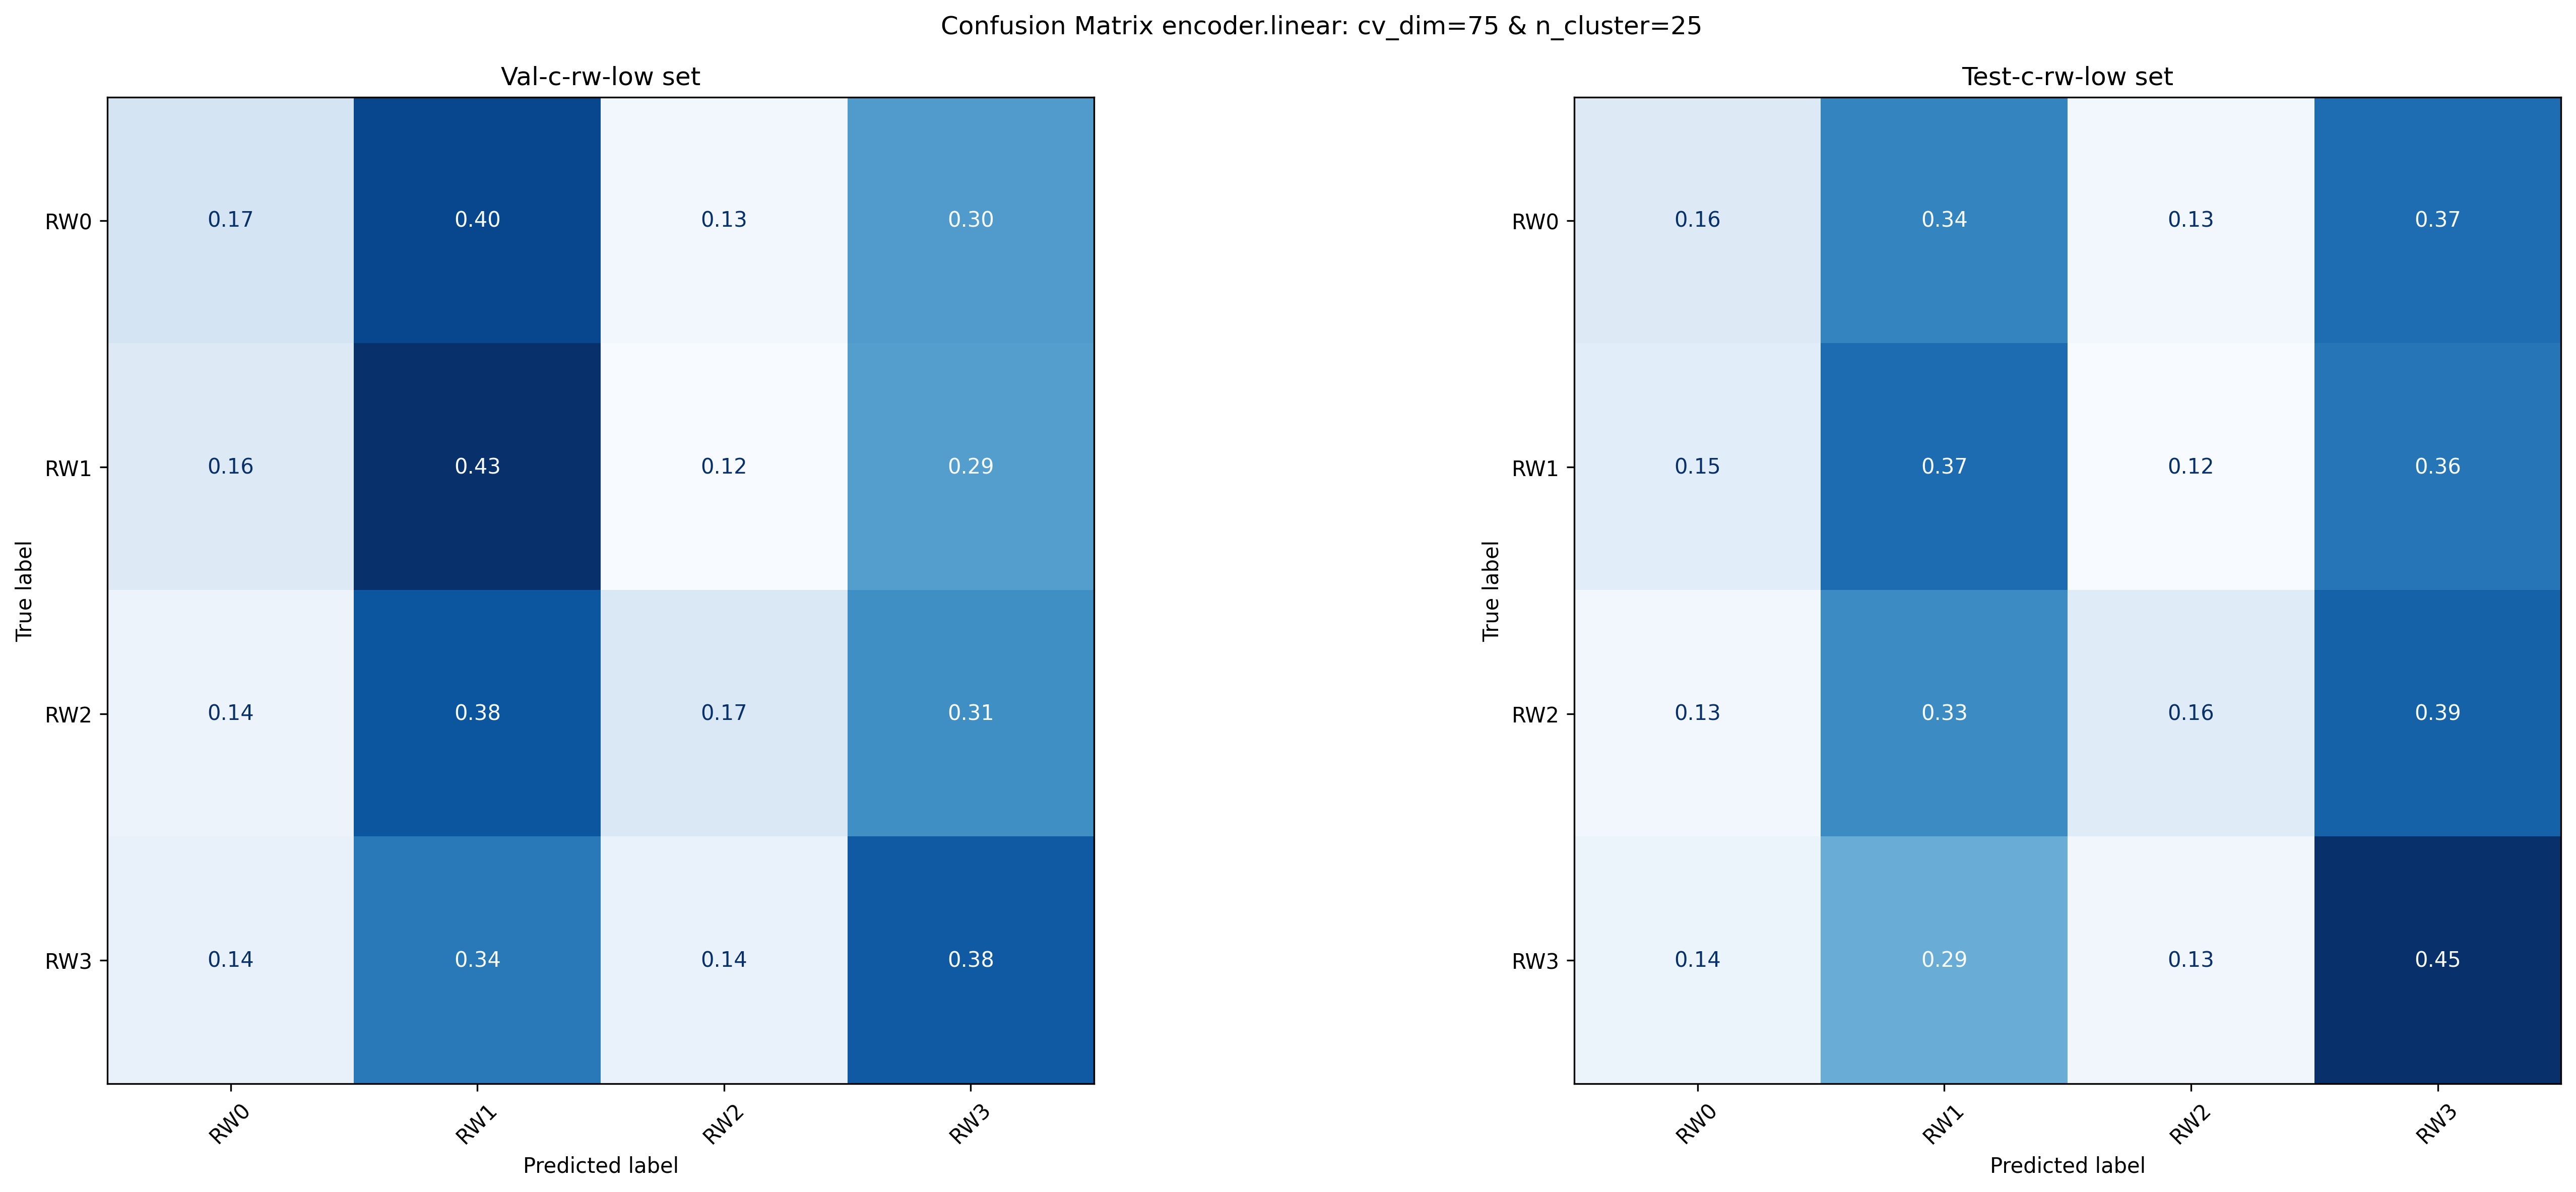 Confusion Matrix encoder.linear: cv_dim=75 & n_cluster=25
Val-c-rw-low set
True label
RW0 0.17 0.40 0.13 0.30
RW1 0.16 0.43 0.12 0.29
RW2 0.14 0.38 0.17 0.31
RW3 0.14 0.34 0.14 0.38
RW0 RW1 RW2 RW3
Predicted label
Test-c-rw-low set
True label
RW0 0.16 0.34 0.13 0.37
RW1 0.15 0.37 0.12 0.36
RW2 0.13 0.33 0.16 0.39
RW3 0.14 0.29 0.13 0.45
RW0 RW1 RW2 RW3
Predicted label